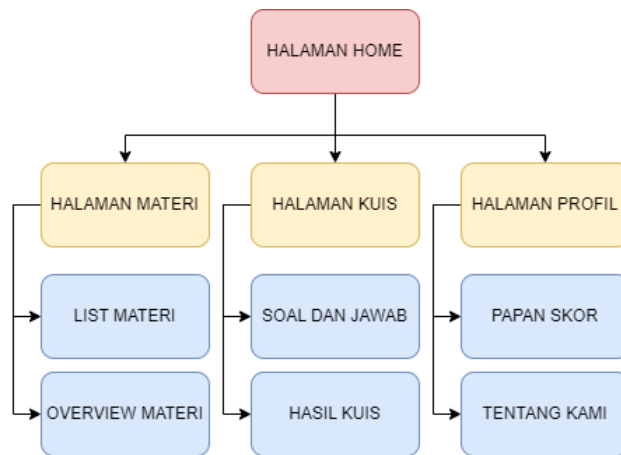 HALAMAN HOME
HALAMAN MATERI
HALAMAN KUIS
HALAMAN PROFIL
LIST MATERI
SOAL DAN JAWAB
PAPAN SKOR
OVERVIEW MATERI
HASIL KUIS
TENTANG KAMI